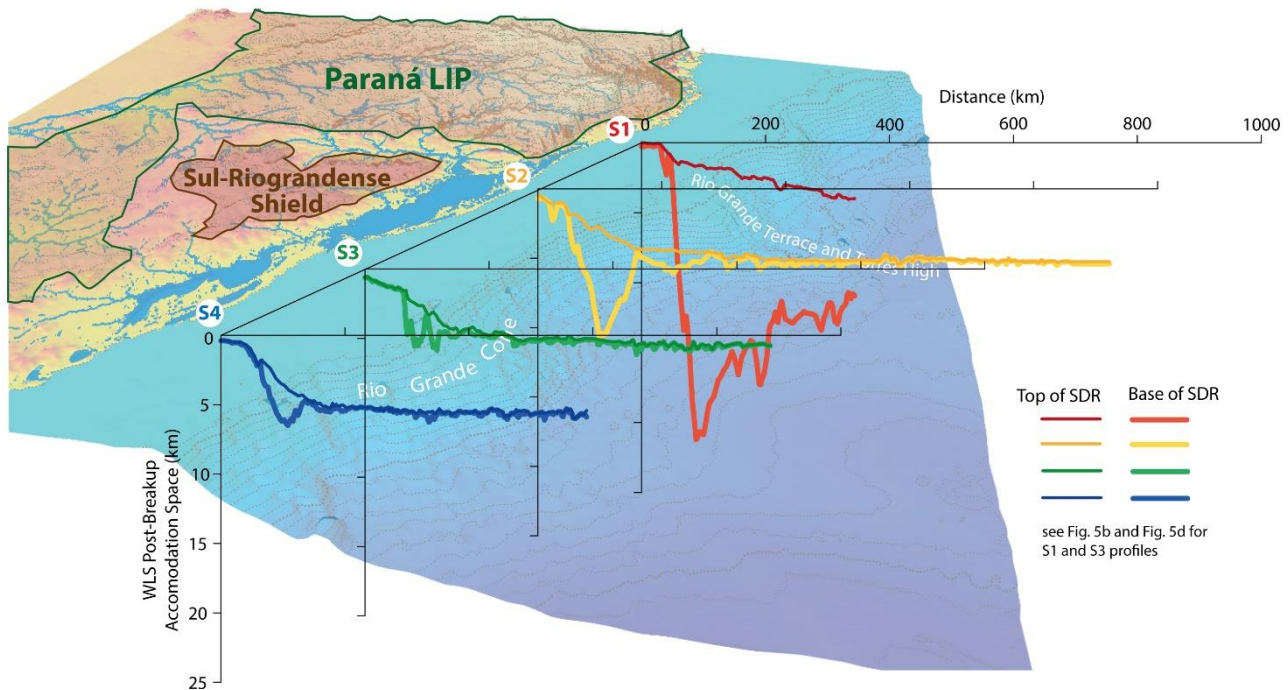 Paraná LIP
Sul-Riograndense
Shield
S1
S2
S3
S4
Distance (km)
0
200
400
600
800
1000
Rio Grande Terrace and Torres High
Rio Grande Cone
0
5
10
15
20
25
WLS Post-Breakup
Accomodation Space (km)
Top of SDR
Base of SDR
see Fig. 5b and Fig. 5d for
S1 and S3 profiles